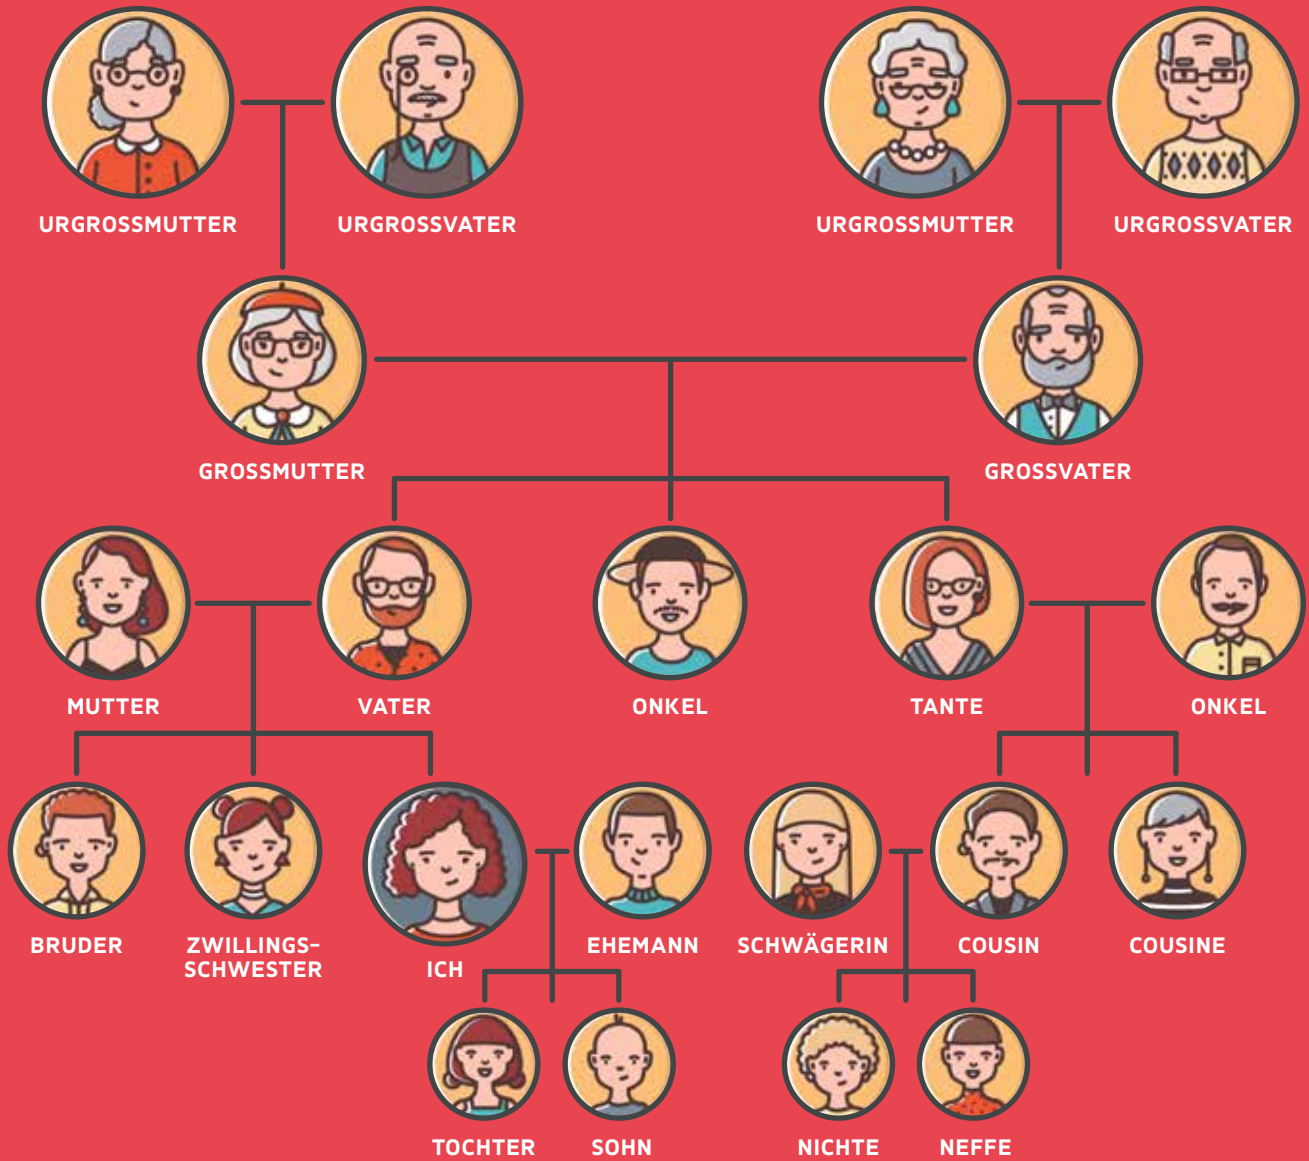 URGROSSMUTTER
URGROSSVATER
URGROSSMUTTER
URGROSSVATER
GROSSMUTTER
GROSSVATER
MUTTER
VATER
ONKEL
TANTE
ONKEL
BRUDER
ZWILLINGS-
SCHWESTER
ICH
EHEMANN
SCHWÄGERIN
COUSIN
COUSINE
TOCHTER
SOHN
NICHTE
NEFFE